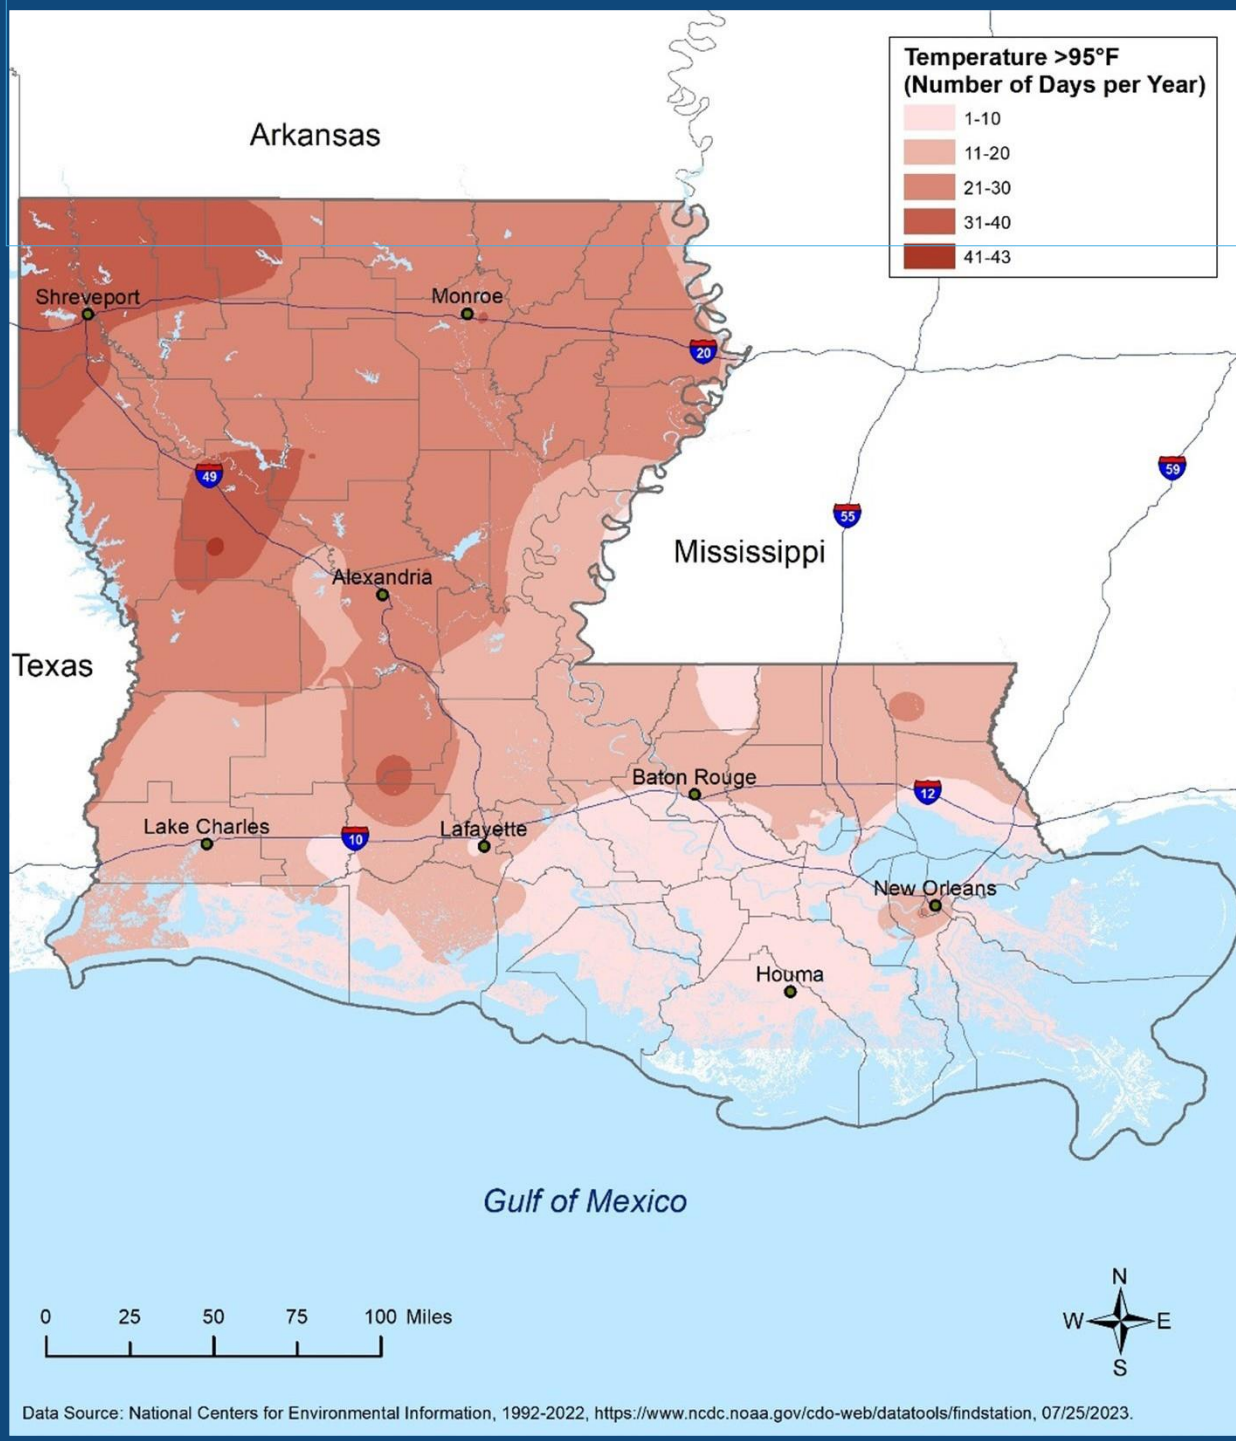 Temperature >95°F
(Number of Days per Year)
1-10
11-20
21-30
31-40
41-43
Arkansas
Shreveport
Monroe
20
49
59
55
Mississippi
Alexandria
Texas
Baton Rouge
12
Lake Charles
10
Lafayette
New Orleans
Houma
Gulf of Mexico
N
W
E
S
0 25 50 75 100 Miles
Data Source: National Centers for Environmental Information, 1992-2022, https://www.ncdc.noaa.gov/cdo-web/datatools/findstation, 07/25/2023.